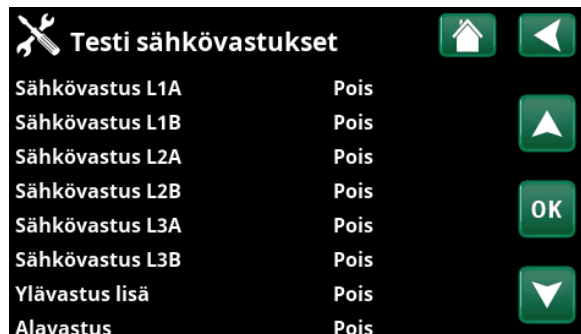 Testi sähkövastukset
Sähkövastus L1A Pois
Sähkövastus L1B Pois
Sähkövastus L2A Pois
Sähkövastus L2B Pois
OK
Sähkövastus L3A Pois
Sähkövastus L3B Pois
Ylävastus lisä Pois
Alavastus Pois